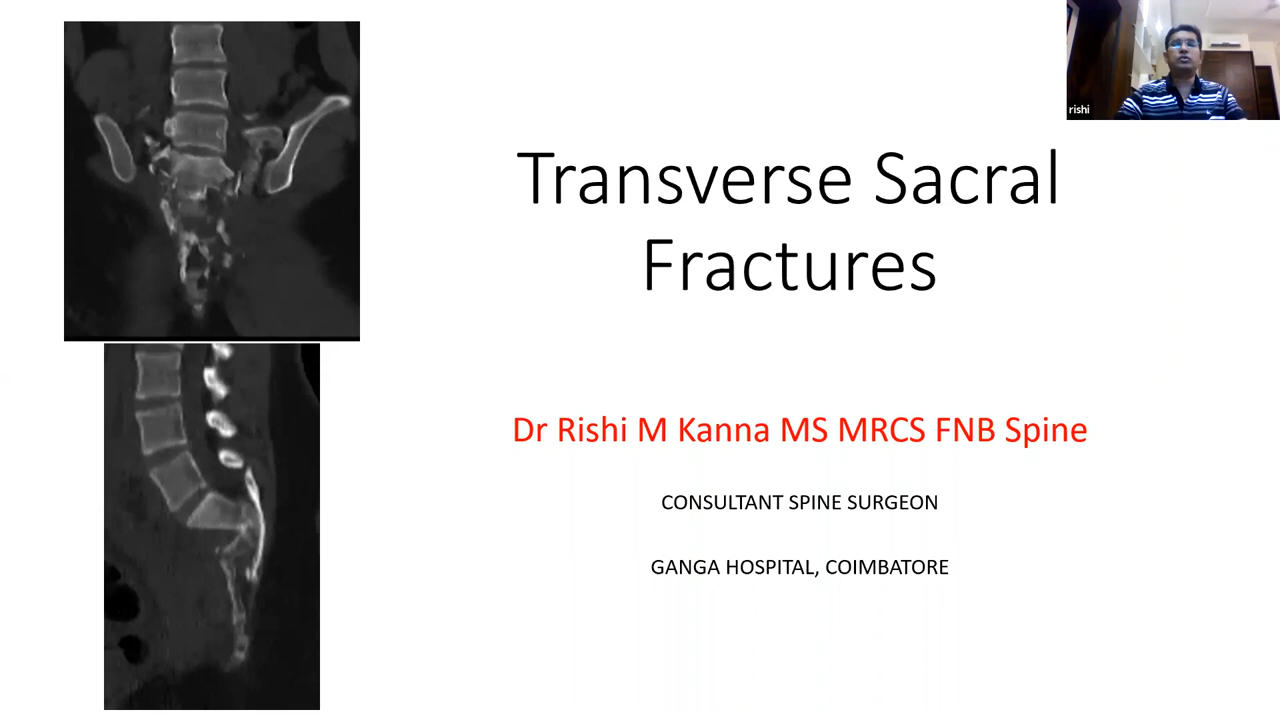 rishi
Transverse Sacral
Fractures
Dr Rishi M Kanna MS MRCS FNB Spine
CONSULTANT SPINE SURGEON
GANGA HOSPITAL, COIMBATORE